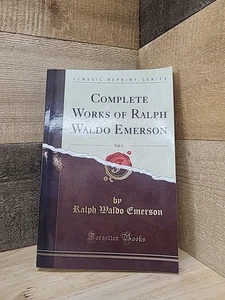 CLASSIC REPRINT SERIES
COMPLETE
WORKS OF RALPH
WALDO EMERSON
Vol. 1
by
Ralph Waldo Emerson
Forgotten Books